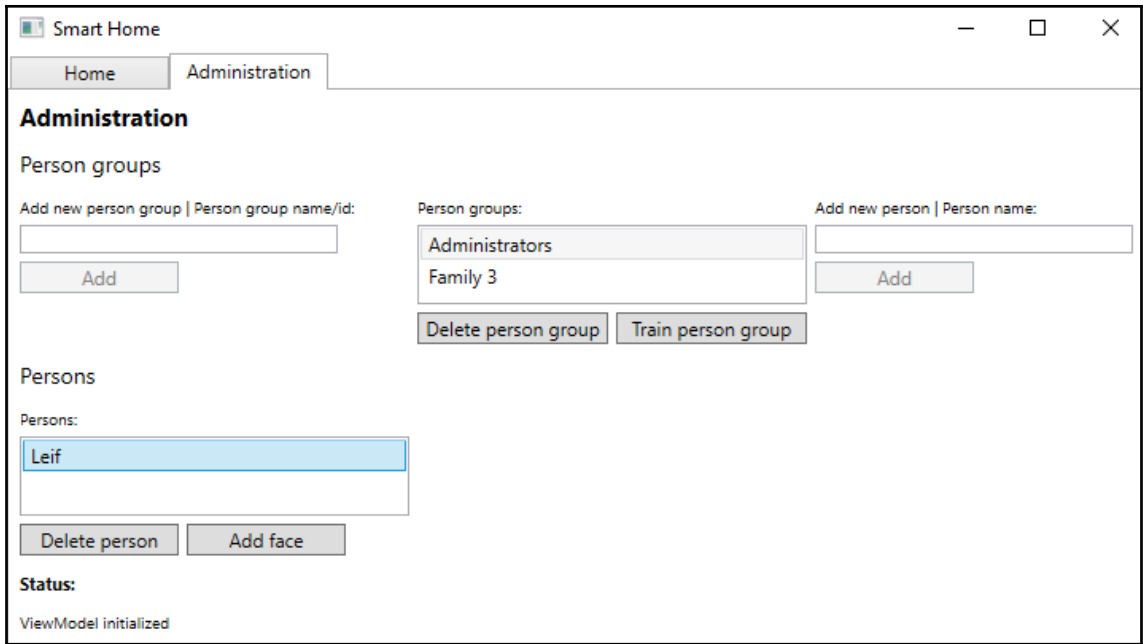 Smart Home
Home
Administration
Administration
Person groups
Add new person group | Person group name/id:
Person groups:
Add new person | Person name:
Administrators
Family 3
Add
Add
Delete person group
Train person group
Persons
Persons:
Leif
Delete person
Add face
Status:
ViewModel initialized